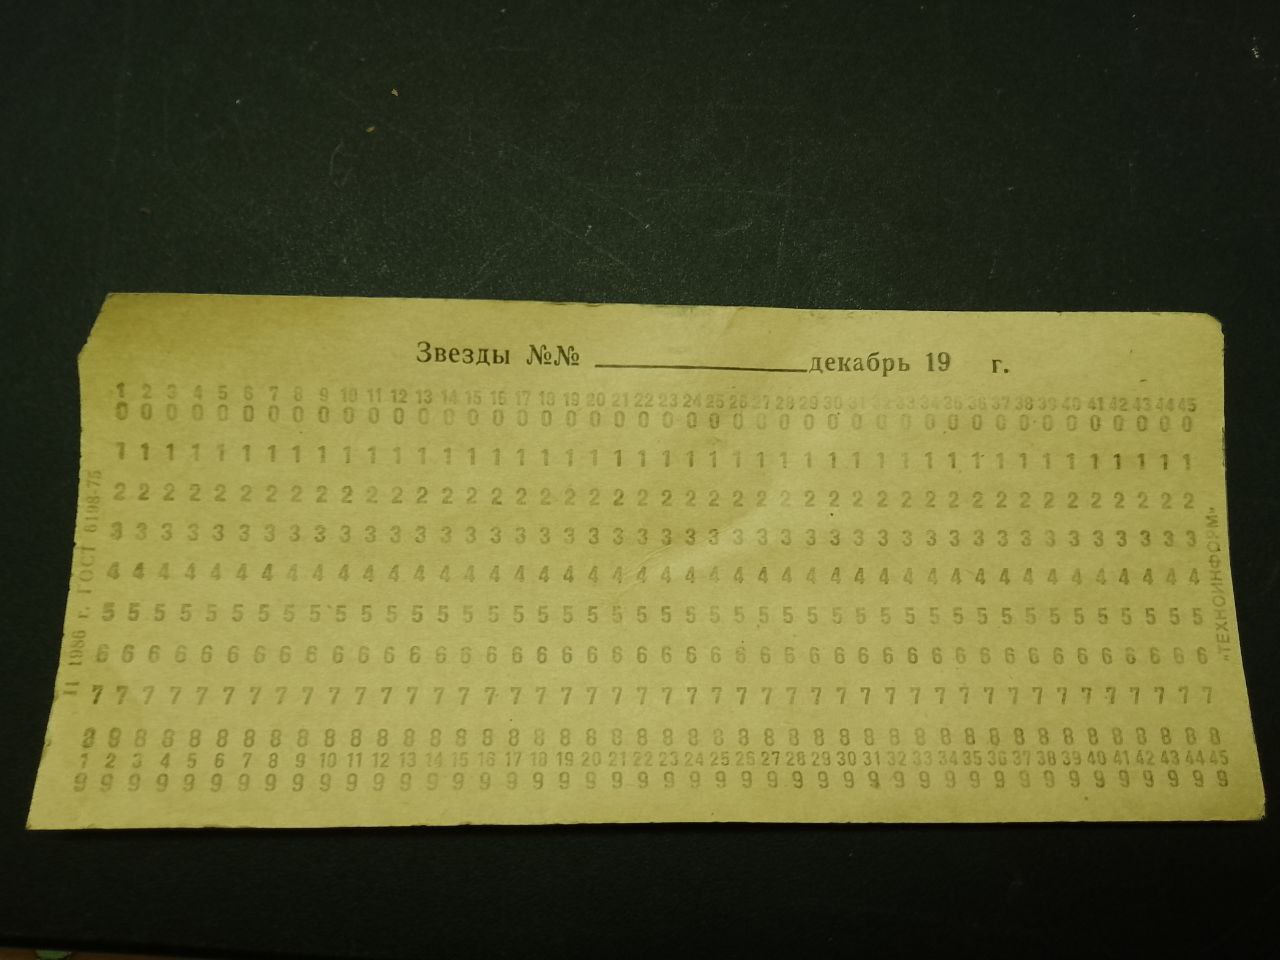 Звезды №№ ____________ декабрь 19 г.
1 2 3 4 5 6 7 8 9 10 11 12 13 14 15 16 17 18 19 20 21 22 23 24 25 26 27 28 29 30 31 32 33 34 35 36 37 38 39 40 41 42 43 44 45
0 0 0 0 0 0 0 0 0 0 0 0 0 0 0 0 0 0 0 0 0 0 0 0 0 0 0 0 0 0 0 0 0 0 0 0 0 0 0 0 0 0 0 0 0
1 1 1 1 1 1 1 1 1 1 1 1 1 1 1 1 1 1 1 1 1 1 1 1 1 1 1 1 1 1 1 1 1 1 1 1 1 1 1 1 1 1 1 1 1
2 2 2 2 2 2 2 2 2 2 2 2 2 2 2 2 2 2 2 2 2 2 2 2 2 2 2 2 2 2 2 2 2 2 2 2 2 2 2 2 2 2 2 2 2
3 3 3 3 3 3 3 3 3 3 3 3 3 3 3 3 3 3 3 3 3 3 3 3 3 3 3 3 3 3 3 3 3 3 3 3 3 3 3 3 3 3 3 3 3
4 4 4 4 4 4 4 4 4 4 4 4 4 4 4 4 4 4 4 4 4 4 4 4 4 4 4 4 4 4 4 4 4 4 4 4 4 4 4 4 4 4 4 4 4
5 5 5 5 5 5 5 5 5 5 5 5 5 5 5 5 5 5 5 5 5 5 5 5 5 5 5 5 5 5 5 5 5 5 5 5 5 5 5 5 5 5 5 5 5
6 6 6 6 6 6 6 6 6 6 6 6 6 6 6 6 6 6 6 6 6 6 6 6 6 6 6 6 6 6 6 6 6 6 6 6 6 6 6 6 6 6 6 6 6
7 7 7 7 7 7 7 7 7 7 7 7 7 7 7 7 7 7 7 7 7 7 7 7 7 7 7 7 7 7 7 7 7 7 7 7 7 7 7 7 7 7 7 7 7
8 8 8 8 8 8 8 8 8 8 8 8 8 8 8 8 8 8 8 8 8 8 8 8 8 8 8 8 8 8 8 8 8 8 8 8 8 8 8 8 8 8 8 8 8
1 2 3 4 5 6 7 8 9 10 11 12 13 14 15 16 17 18 19 20 21 22 23 24 25 26 27 28 29 30 31 32 33 34 35 36 37 38 39 40 41 42 43 44 45
9 9 9 9 9 9 9 9 9 9 9 9 9 9 9 9 9 9 9 9 9 9 9 9 9 9 9 9 9 9 9 9 9 9 9 9 9 9 9 9 9 9 9 9 9
1986 г. ГОСТ 6198-75
„ТЕХНОИНФОРМ"